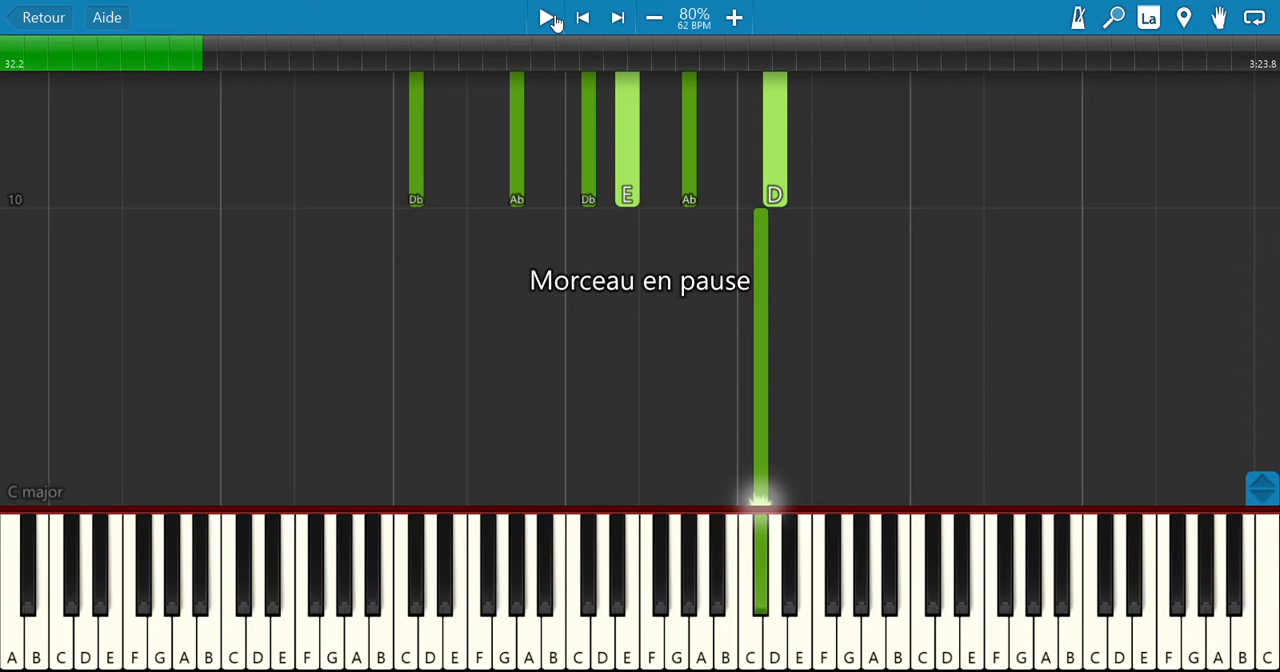 Retour Aide 80% La
62 BPM
32.2 3:23.8
Db Ab Db E Ab D
10
Morceau en pause
C major
A B C D E F G A B C D E F G A B C D E F G A B C D E F G A B C D E F G A B C D E F G A B C D E F G A B C